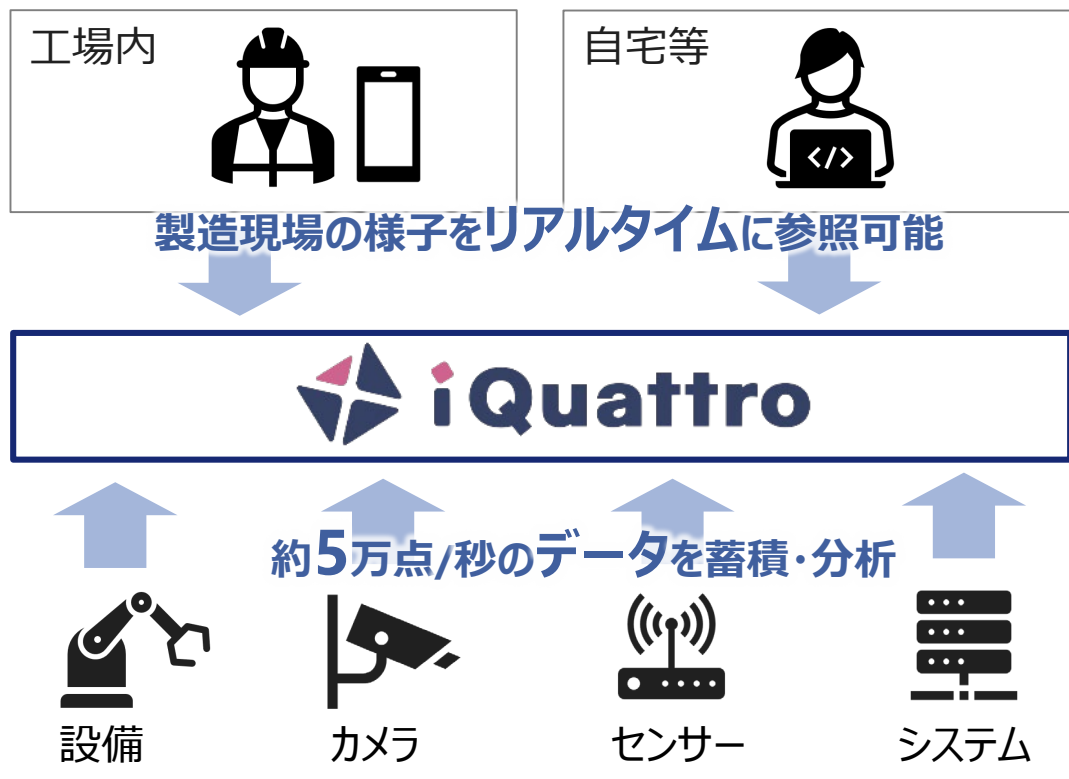 工場内
自宅等
</>
製造現場の様子をリアルタイムに参照可能
iQuattro
約5万点/秒のデータを蓄積・分析
設備
カメラ
センサー
システム